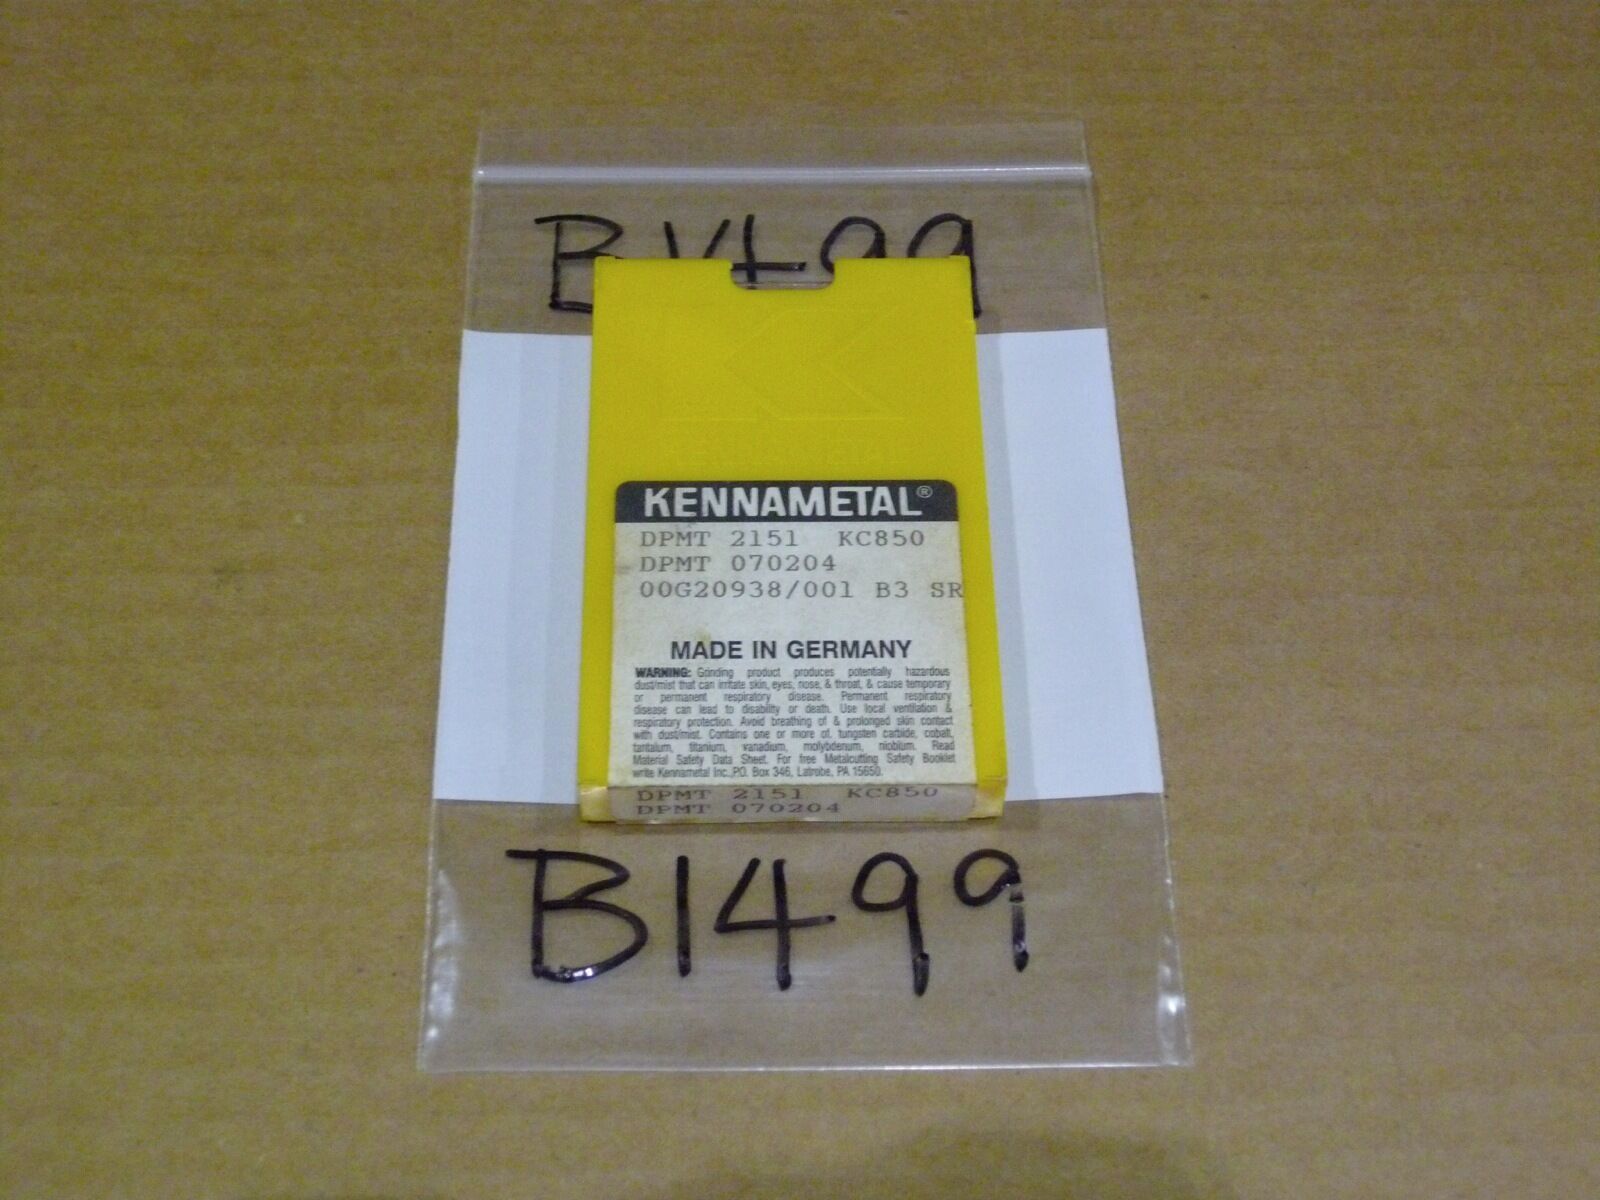 B1499
KENNAMETAL
KENNAMETAL®
DPMT 2151 KC850
DPMT 070204
00G20938/001 B3 SR
MADE IN GERMANY
WARNING: Grinding product produces potentially hazardous
dust/mist that can irritate skin, eyes, nose, & throat, & cause temporary
or permanent respiratory disease. Permanent respiratory
disease can lead to disability or death. Use local ventilation &
respiratory protection. Avoid breathing of & prolonged skin contact
with dust/mist. Contains one or more of, tungsten carbide, cobalt,
tantalum, titanium, vanadium, molybdenum, niobium. Read
Material Safety Data Sheet. For free Metalcutting Safety Booklet
write Kennametal Inc.,P.O. Box 346, Latrobe, PA 15650.
DPMT 2151 KC850
DPMT 070204
B1499